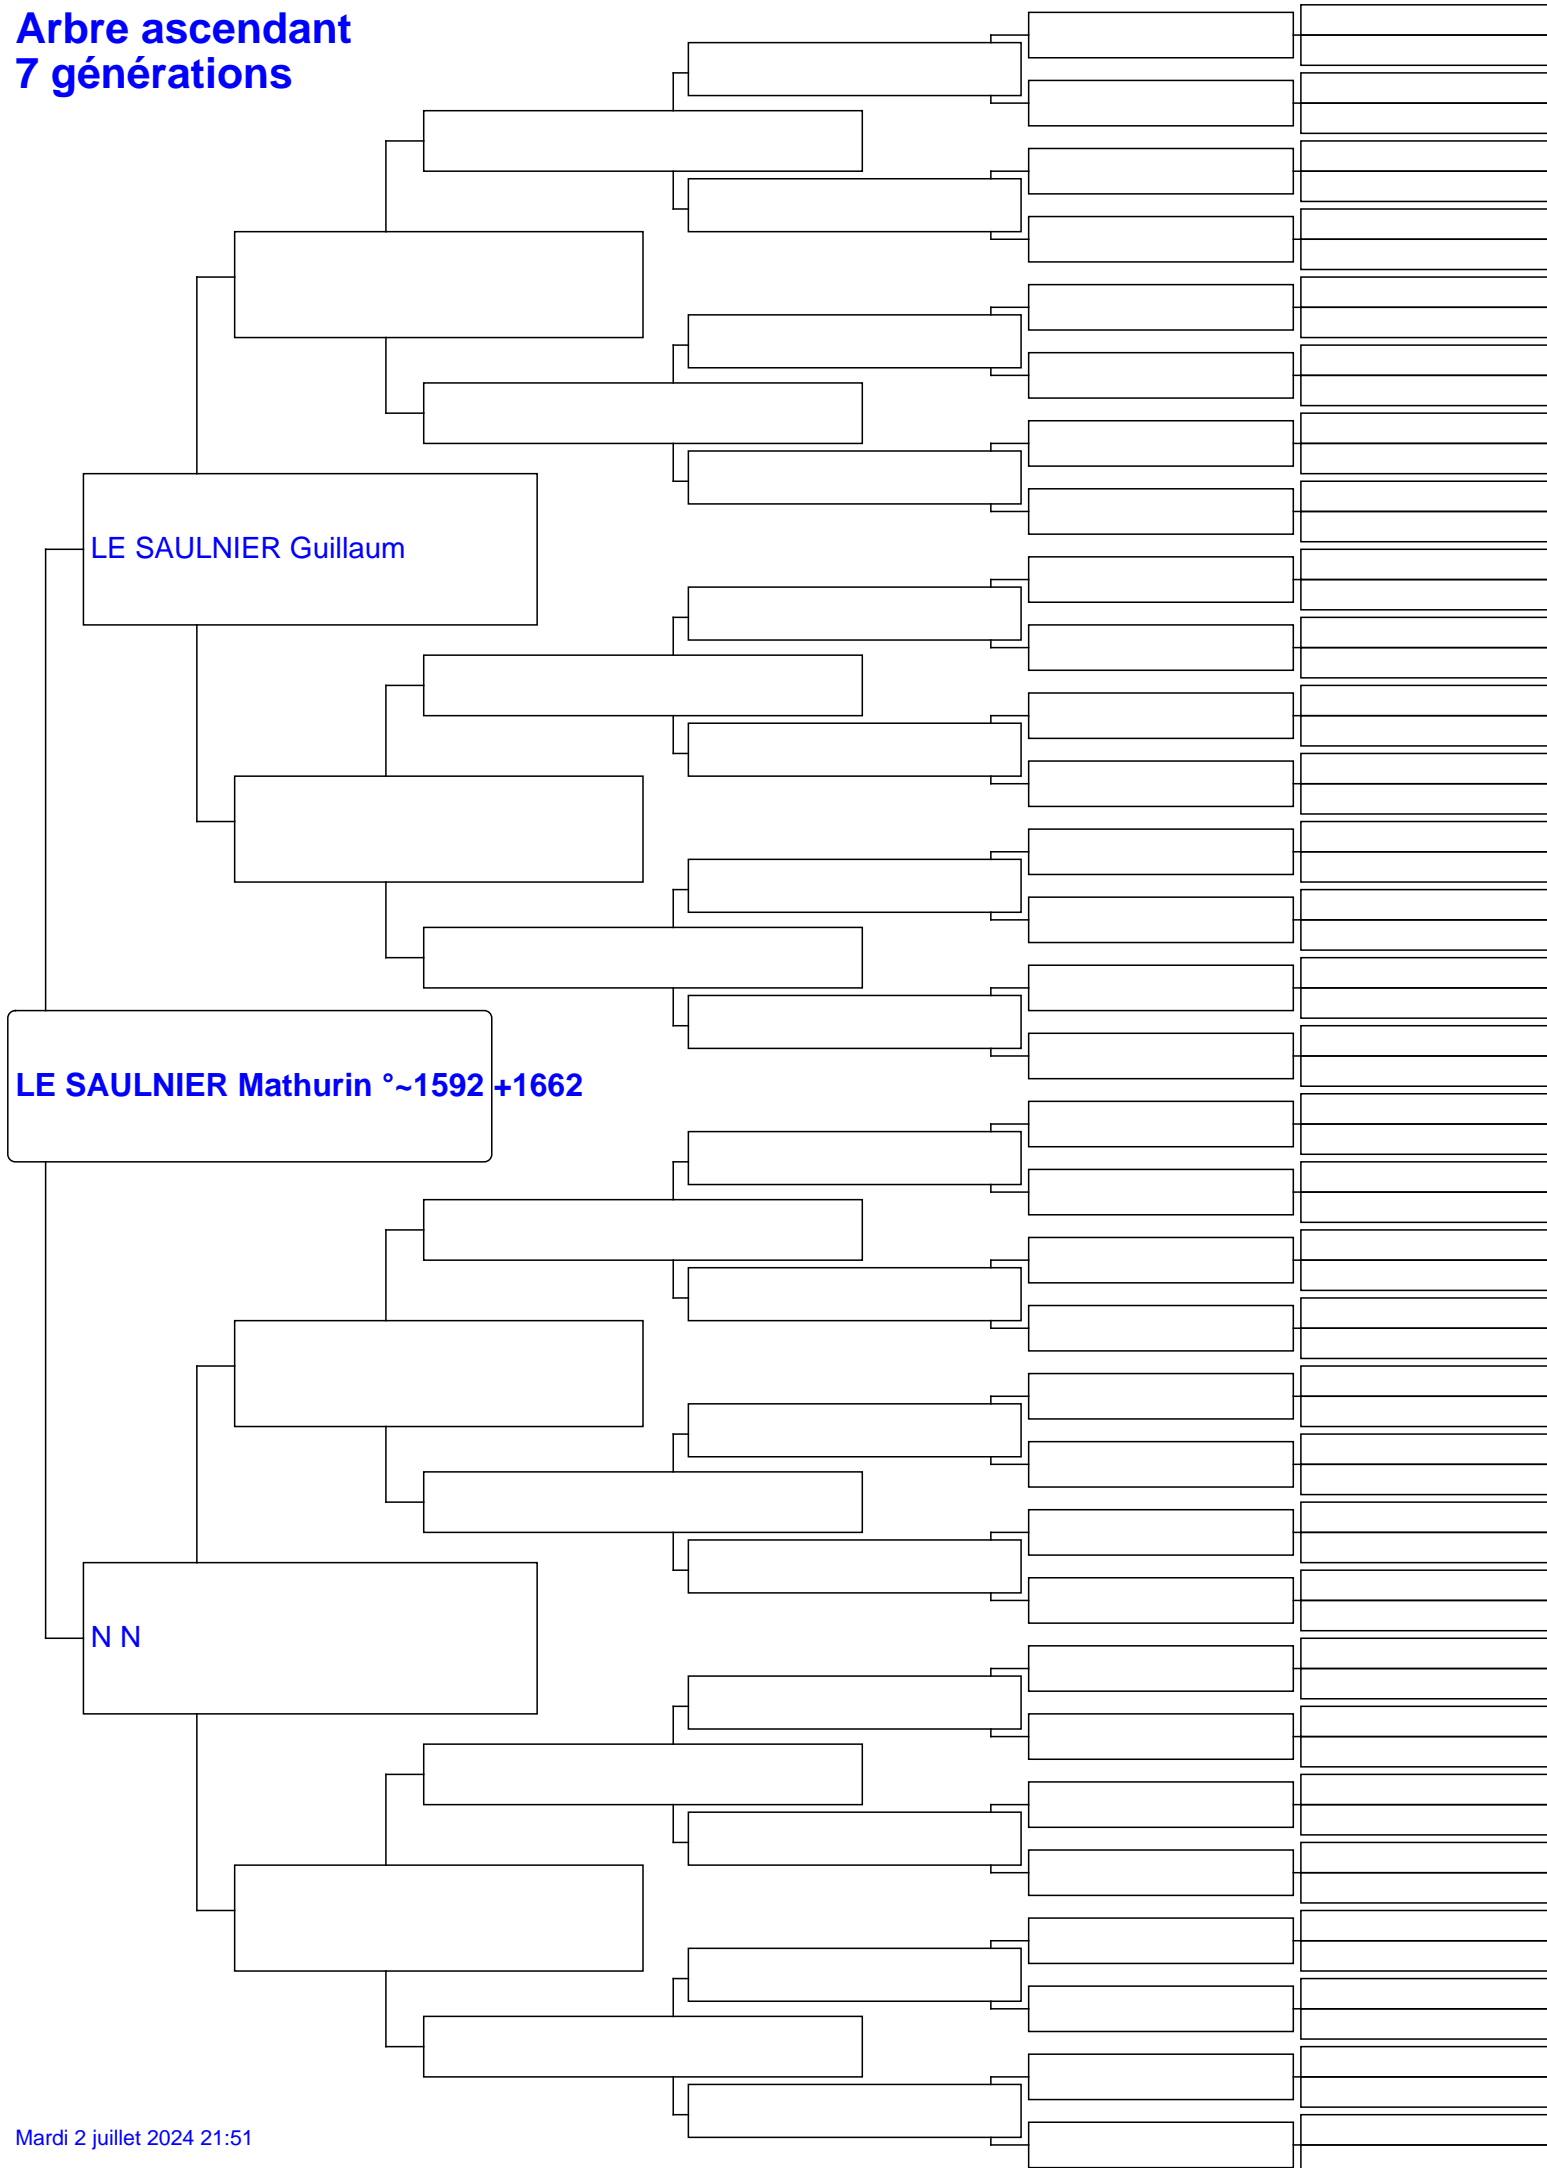 Arbre ascendant
7 générations
LE SAULNIER Guillaum
LE SAULNIER Mathurin °~1592 +1662
N N
Mardi 2 juillet 2024 21:51